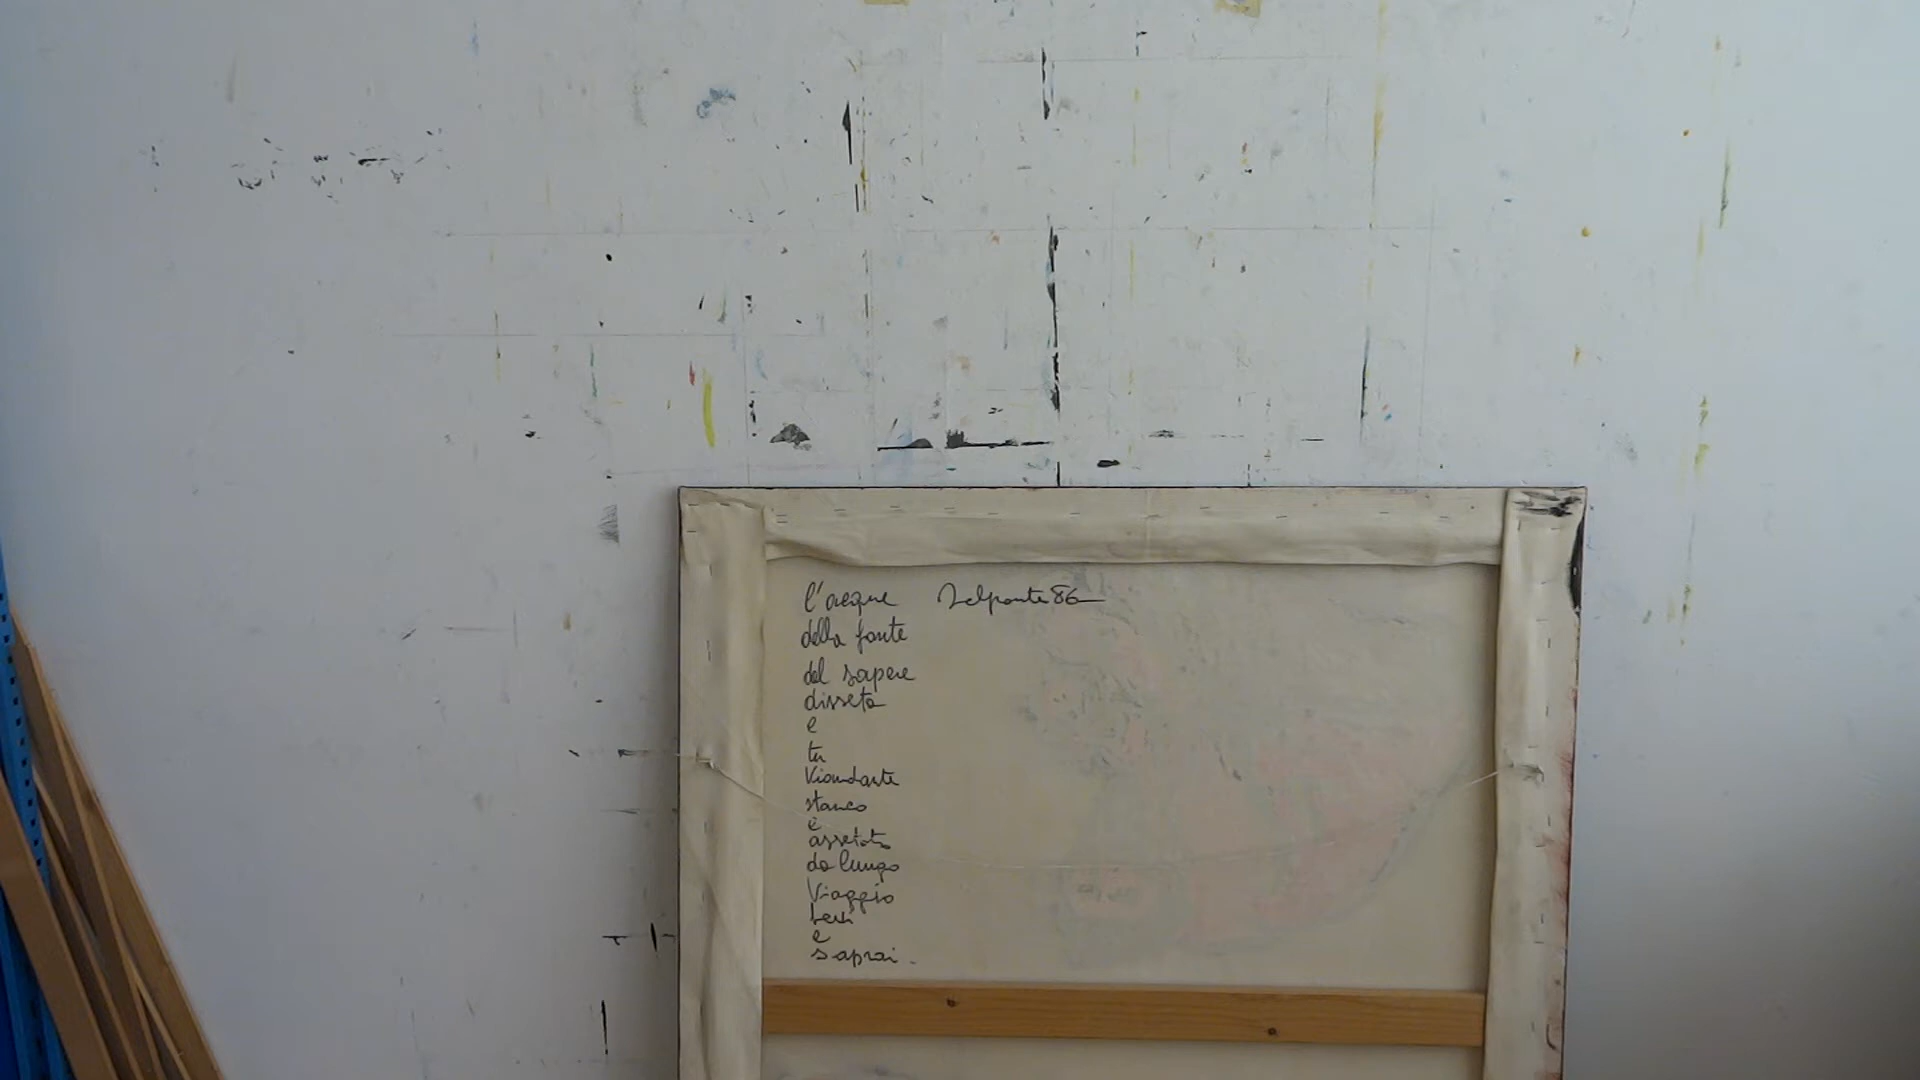 l'acqua Delponte 86
della fonte
del sapere
disseta
e
tu
Viandante
stanco
e
assetato
da lungo
Viaggio
bevi
e
saprai.